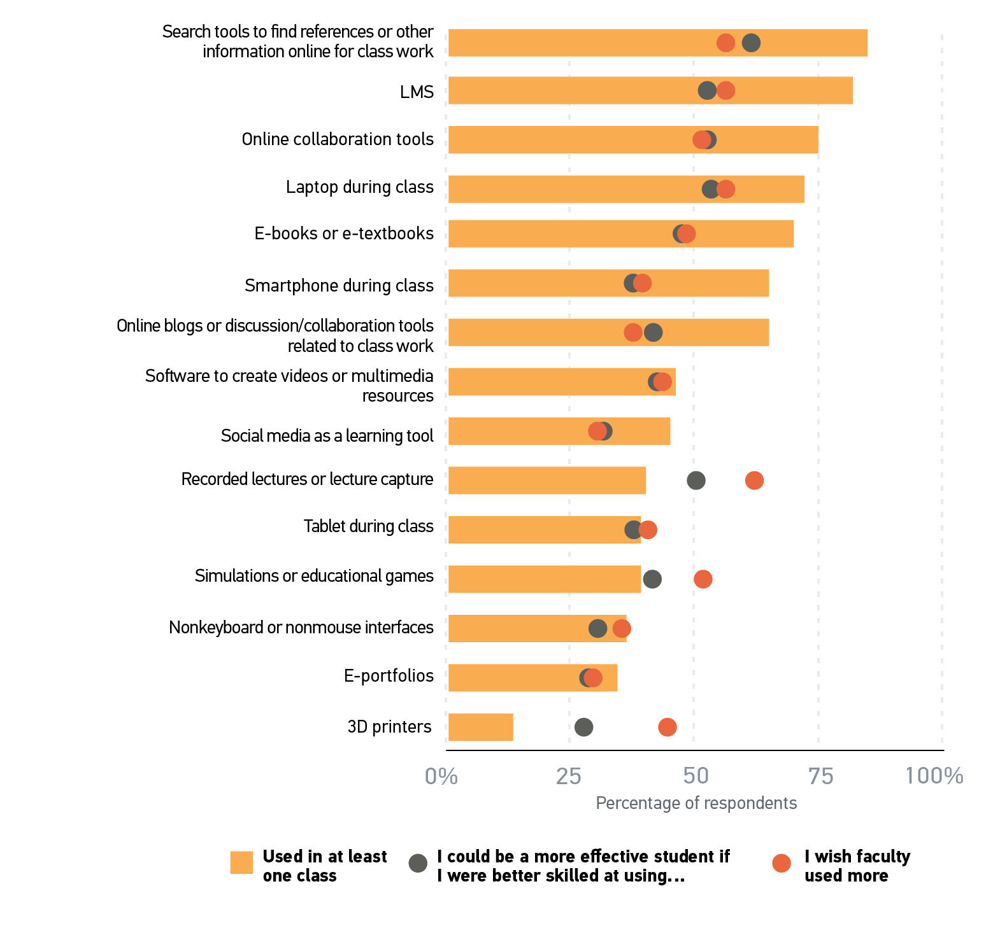 Search tools to find references or other
information online for class work
LMS
Online collaboration tools
Laptop during class
E-books or e-textbooks
Smartphone during class
Online blogs or discussion/collaboration tools
related to class work
Software to create videos or multimedia
resources
Social media as a learning tool
Recorded lectures or lecture capture
Tablet during class
Simulations or educational games
Nonkeyboard or nonmouse interfaces
E-portfolios
3D printers
0% 25 50 75 100%
Percentage of respondents
Used in at least
one class
I could be a more effective student if
I were better skilled at using...
I wish faculty
used more